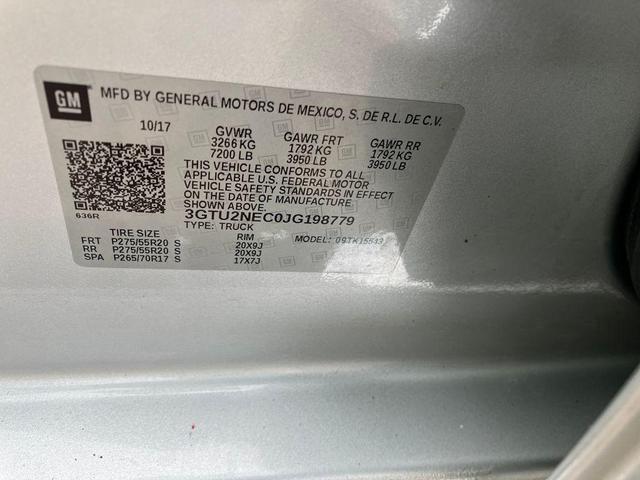 GM
MFD BY GENERAL MOTORS DE MEXICO, S. DE R.L. DE C.V.
10/17 GVWR GAWR FRT GAWR RR
3266 KG 1792 KG 1792 KG
7200 LB 3950 LB 3950 LB
THIS VEHICLE CONFORMS TO ALL
APPLICABLE U.S. FEDERAL MOTOR
VEHICLE SAFETY STANDARDS IN EFFECT
ON THE DATE OF MANUFACTURE
SHOWN ABOVE.
636R
3GTU2NEC0JG198779
TYPE: TRUCK MODEL:
TIRE SIZE RIM
FRT P275/55R20 S 20X9J
RR P275/55R20 S 20X9J
SPA P265/70R17 S 17X7J